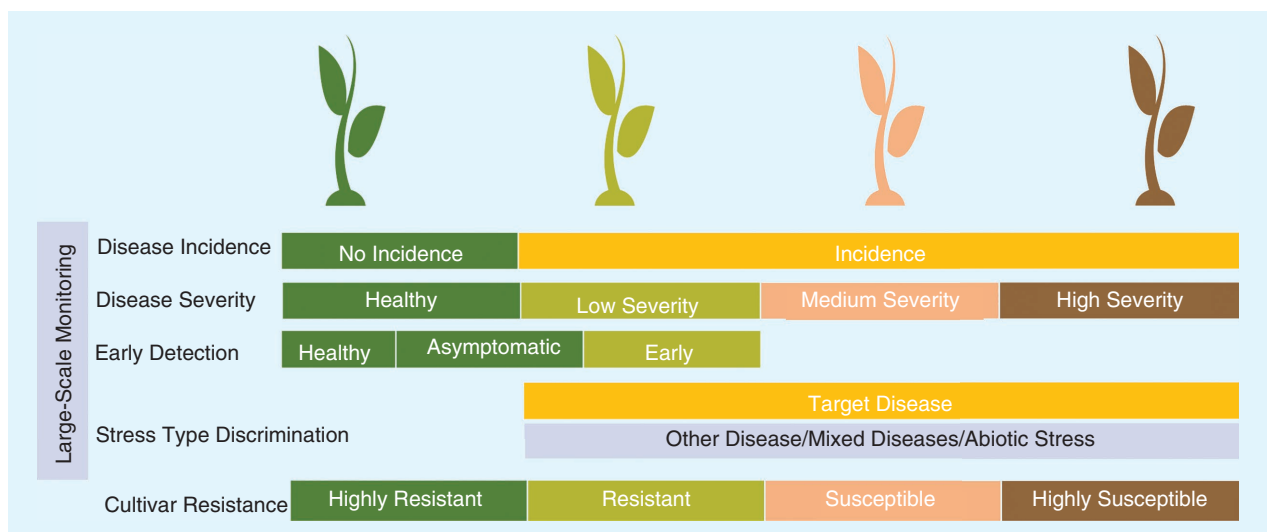 Large-Scale Monitoring
Disease Incidence
No Incidence
Incidence
Disease Severity
Healthy
Low Severity
Medium Severity
High Severity
Early Detection
Healthy
Asymptomatic
Early
Stress Type Discrimination
Target Disease
Other Disease/Mixed Diseases/Abiotic Stress
Cultivar Resistance
Highly Resistant
Resistant
Susceptible
Highly Susceptible